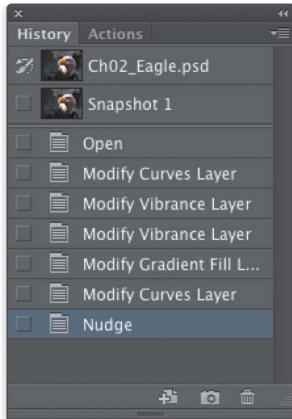 History Actions
Ch02_Eagle.psd
Snapshot 1
Open
Modify Curves Layer
Modify Vibrance Layer
Modify Vibrance Layer
Modify Gradient Fill L...
Modify Curves Layer
Nudge